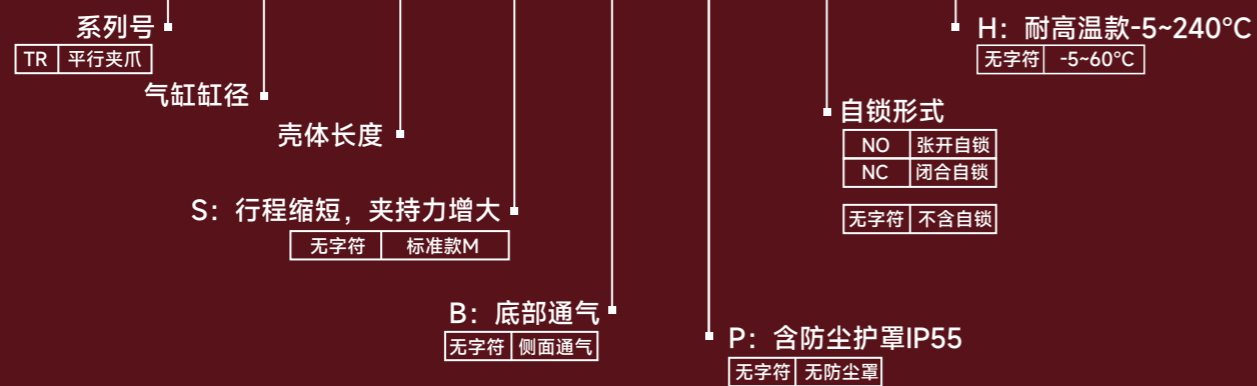 系列号
TR 平行夹爪
气缸缸径
壳体长度
S：行程缩短，夹持力增大
无字符 标准款M
B：底部通气
无字符 侧面通气
P：含防尘护罩IP55
无字符 无防尘罩
自锁形式
NO 张开自锁
NC 闭合自锁
无字符 不含自锁
H：耐高温款-5~240℃
无字符 -5~60℃